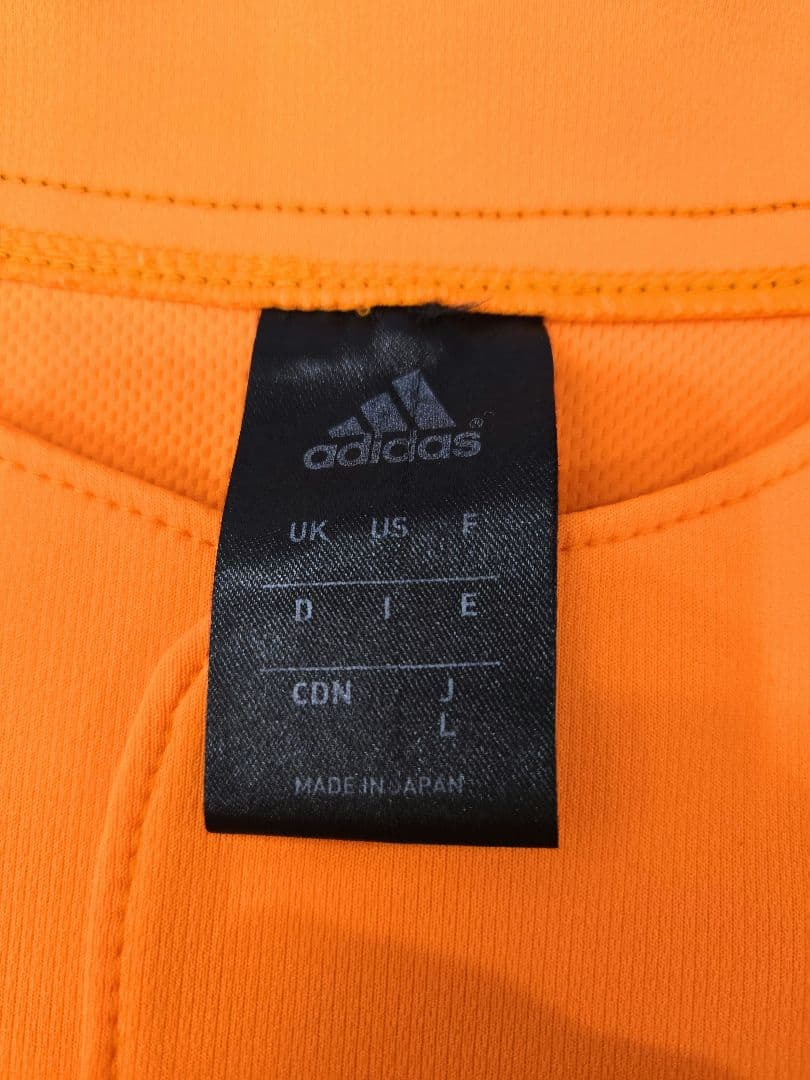 adidas®
UK US F
D I E
CDN J
L
MADE IN JAPAN